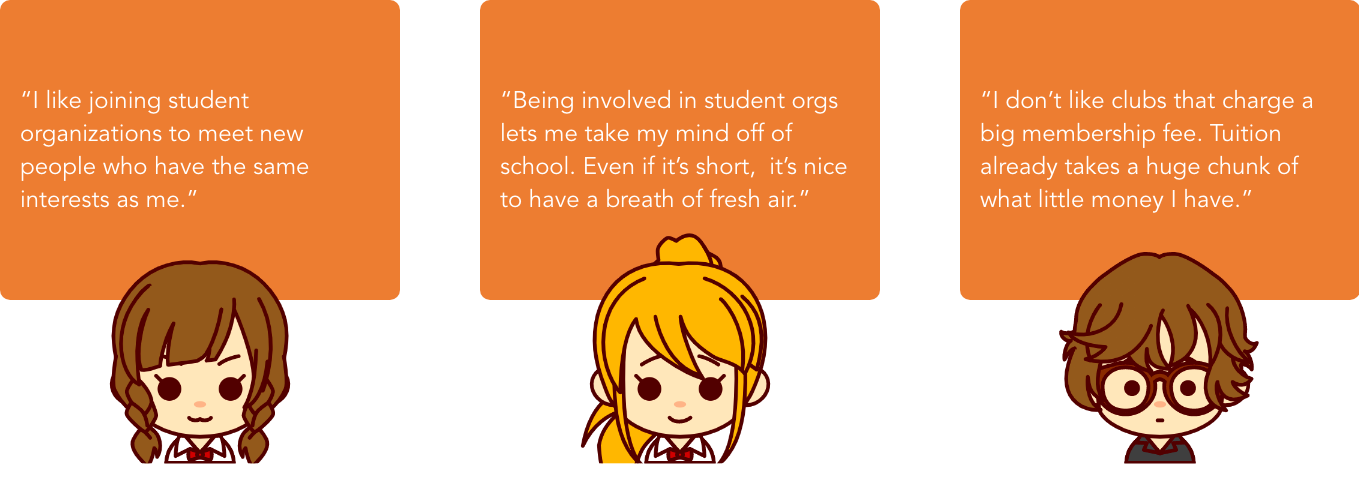 “I like joining student
organizations to meet new
people who have the same
interests as me.”
“Being involved in student orgs
lets me take my mind off of
school. Even if it’s short,  it’s nice
to have a breath of fresh air.”
“I don’t like clubs that charge a
big membership fee. Tuition
already takes a huge chunk of
what little money I have.”